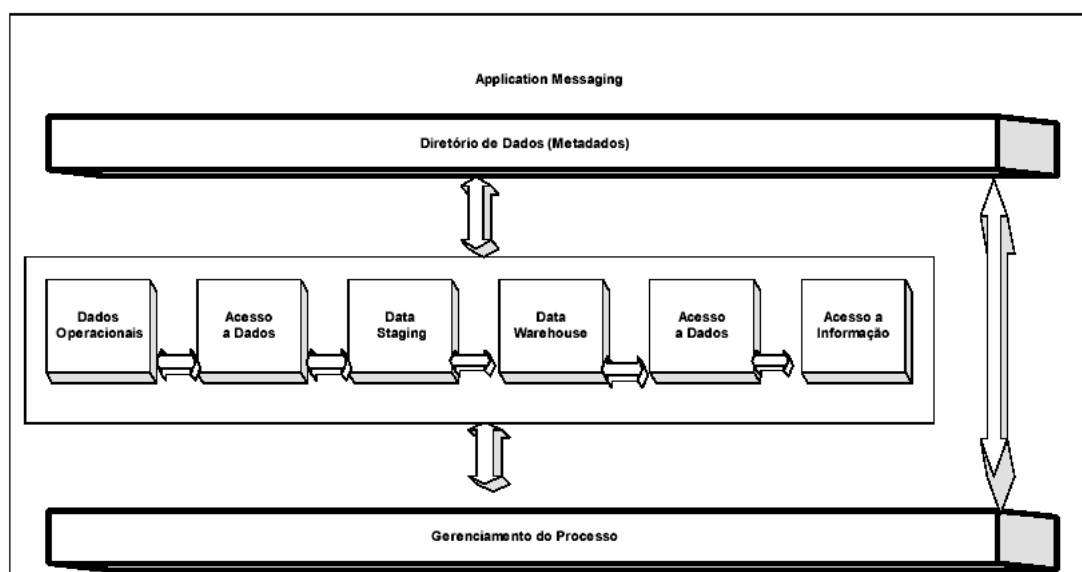 Application Messaging
Diretório de Dados (Metadados)
Dados
Operacionais
Acesso
a Dados
Data
Staging
Data
Warehouse
Acesso
a Dados
Acesso a
Informação
Gerenciamento do Processo